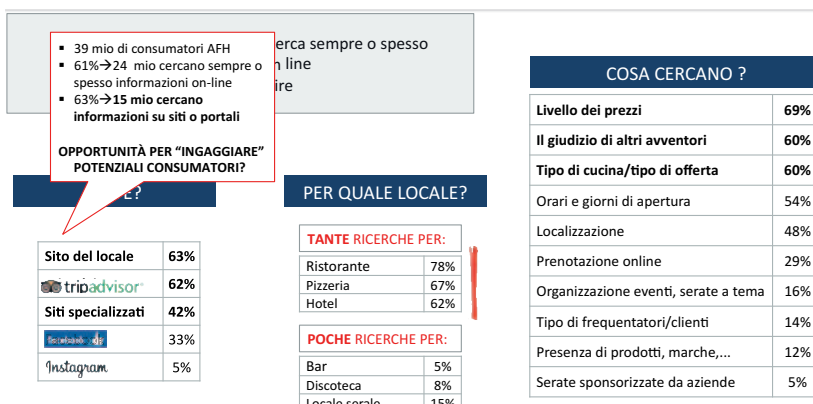 erca sempre o spesso
line
ire
39 mio di consumatori AFH
61%→24 mio cercano sempre o
spesso informazioni on-line
63%→15 mio cercano
informazioni su siti o portali
OPPORTUNITÀ PER “INGAGGIARE”
POTENZIALI CONSUMATORI?
E?
Sito del locale 63%
tripadvisor 62%
Siti specializzati 42%
33%
Instagram 5%
PER QUALE LOCALE?
TANTE RICERCHE PER:
Ristorante 78%
Pizzeria 67%
Hotel 62%
POCHE RICERCHE PER:
Bar 5%
Discoteca 8%
Locale serale 15%
COSA CERCANO ?
Livello dei prezzi 69%
Il giudizio di altri avventori 60%
Tipo di cucina/tipo di offerta 60%
Orari e giorni di apertura 54%
Localizzazione 48%
Prenotazione online 29%
Organizzazione eventi, serate a tema 16%
Tipo di frequentatori/clienti 14%
Presenza di prodotti, marche,... 12%
Serate sponsorizzate da aziende 5%